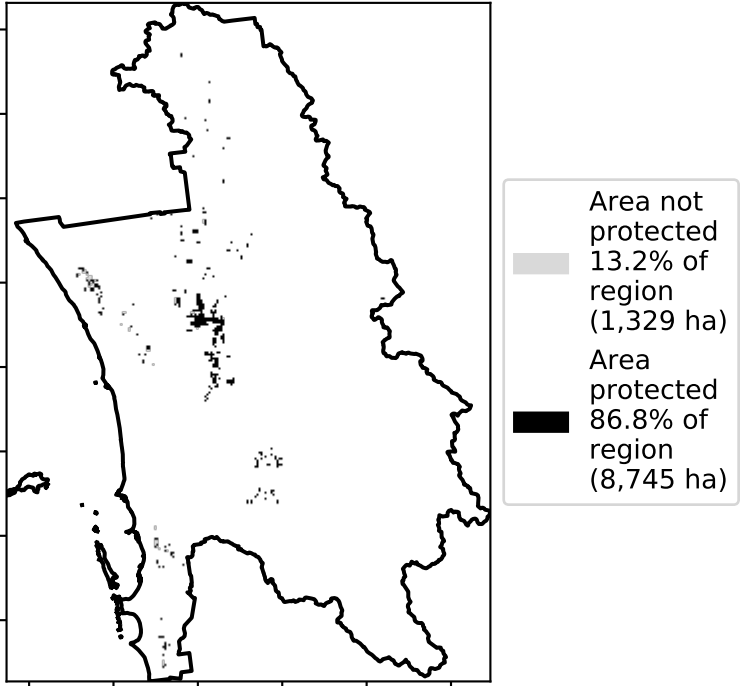 Area not
protected
13.2% of
region
(1,329 ha)
Area
protected
86.8% of
region
(8,745 ha)